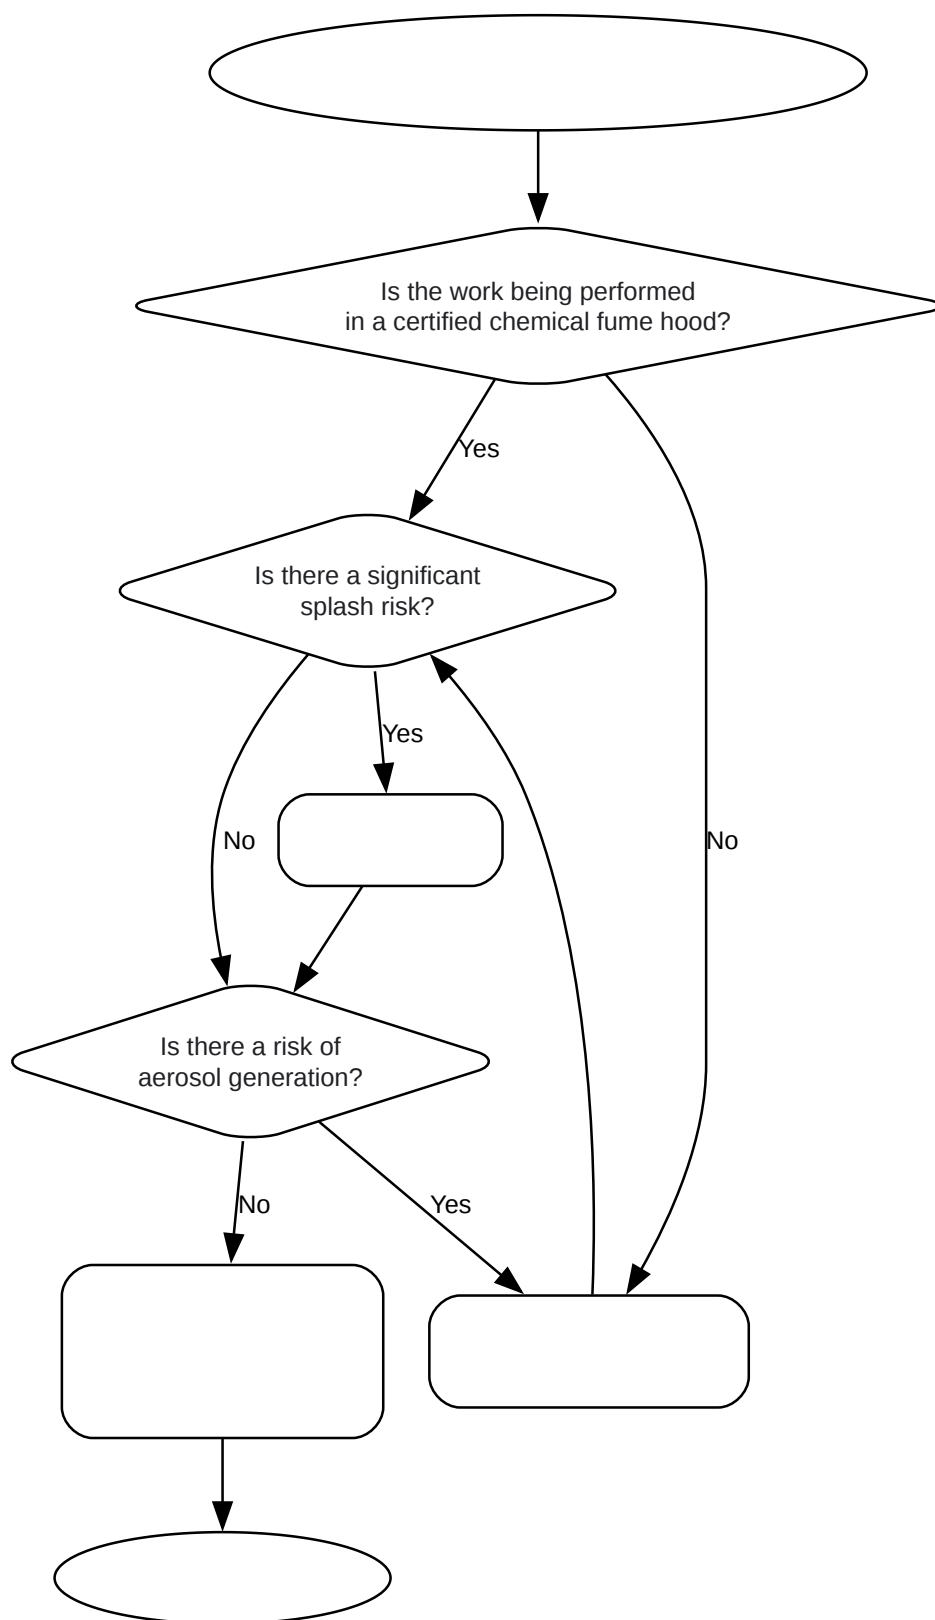 Is the work being performed
in a certified chemical fume hood?
Yes
Is there a significant
splash risk?
Yes
No
No
Is there a risk of
aerosol generation?
No
Yes